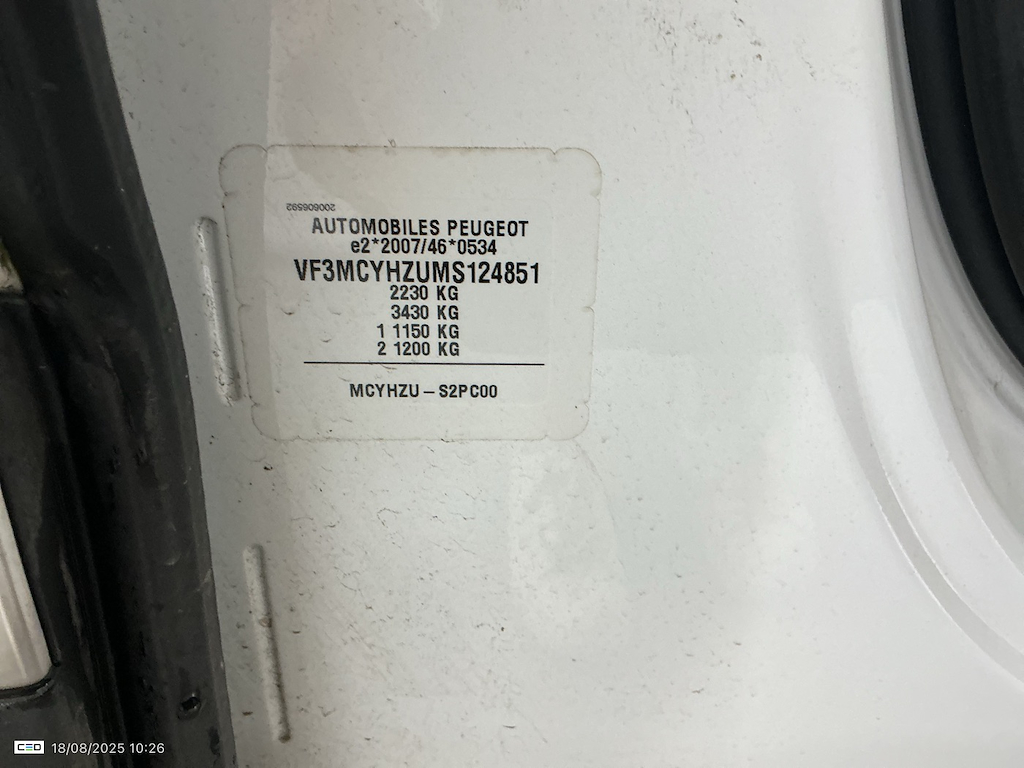 200606592
AUTOMOBILES PEUGEOT
e2*2007/46*0534
VF3MCYHZUMS124851
2230 KG
3430 KG
1 1150 KG
2 1200 KG
MCYHZU – S2PC00
CEO 18/08/2025 10:26